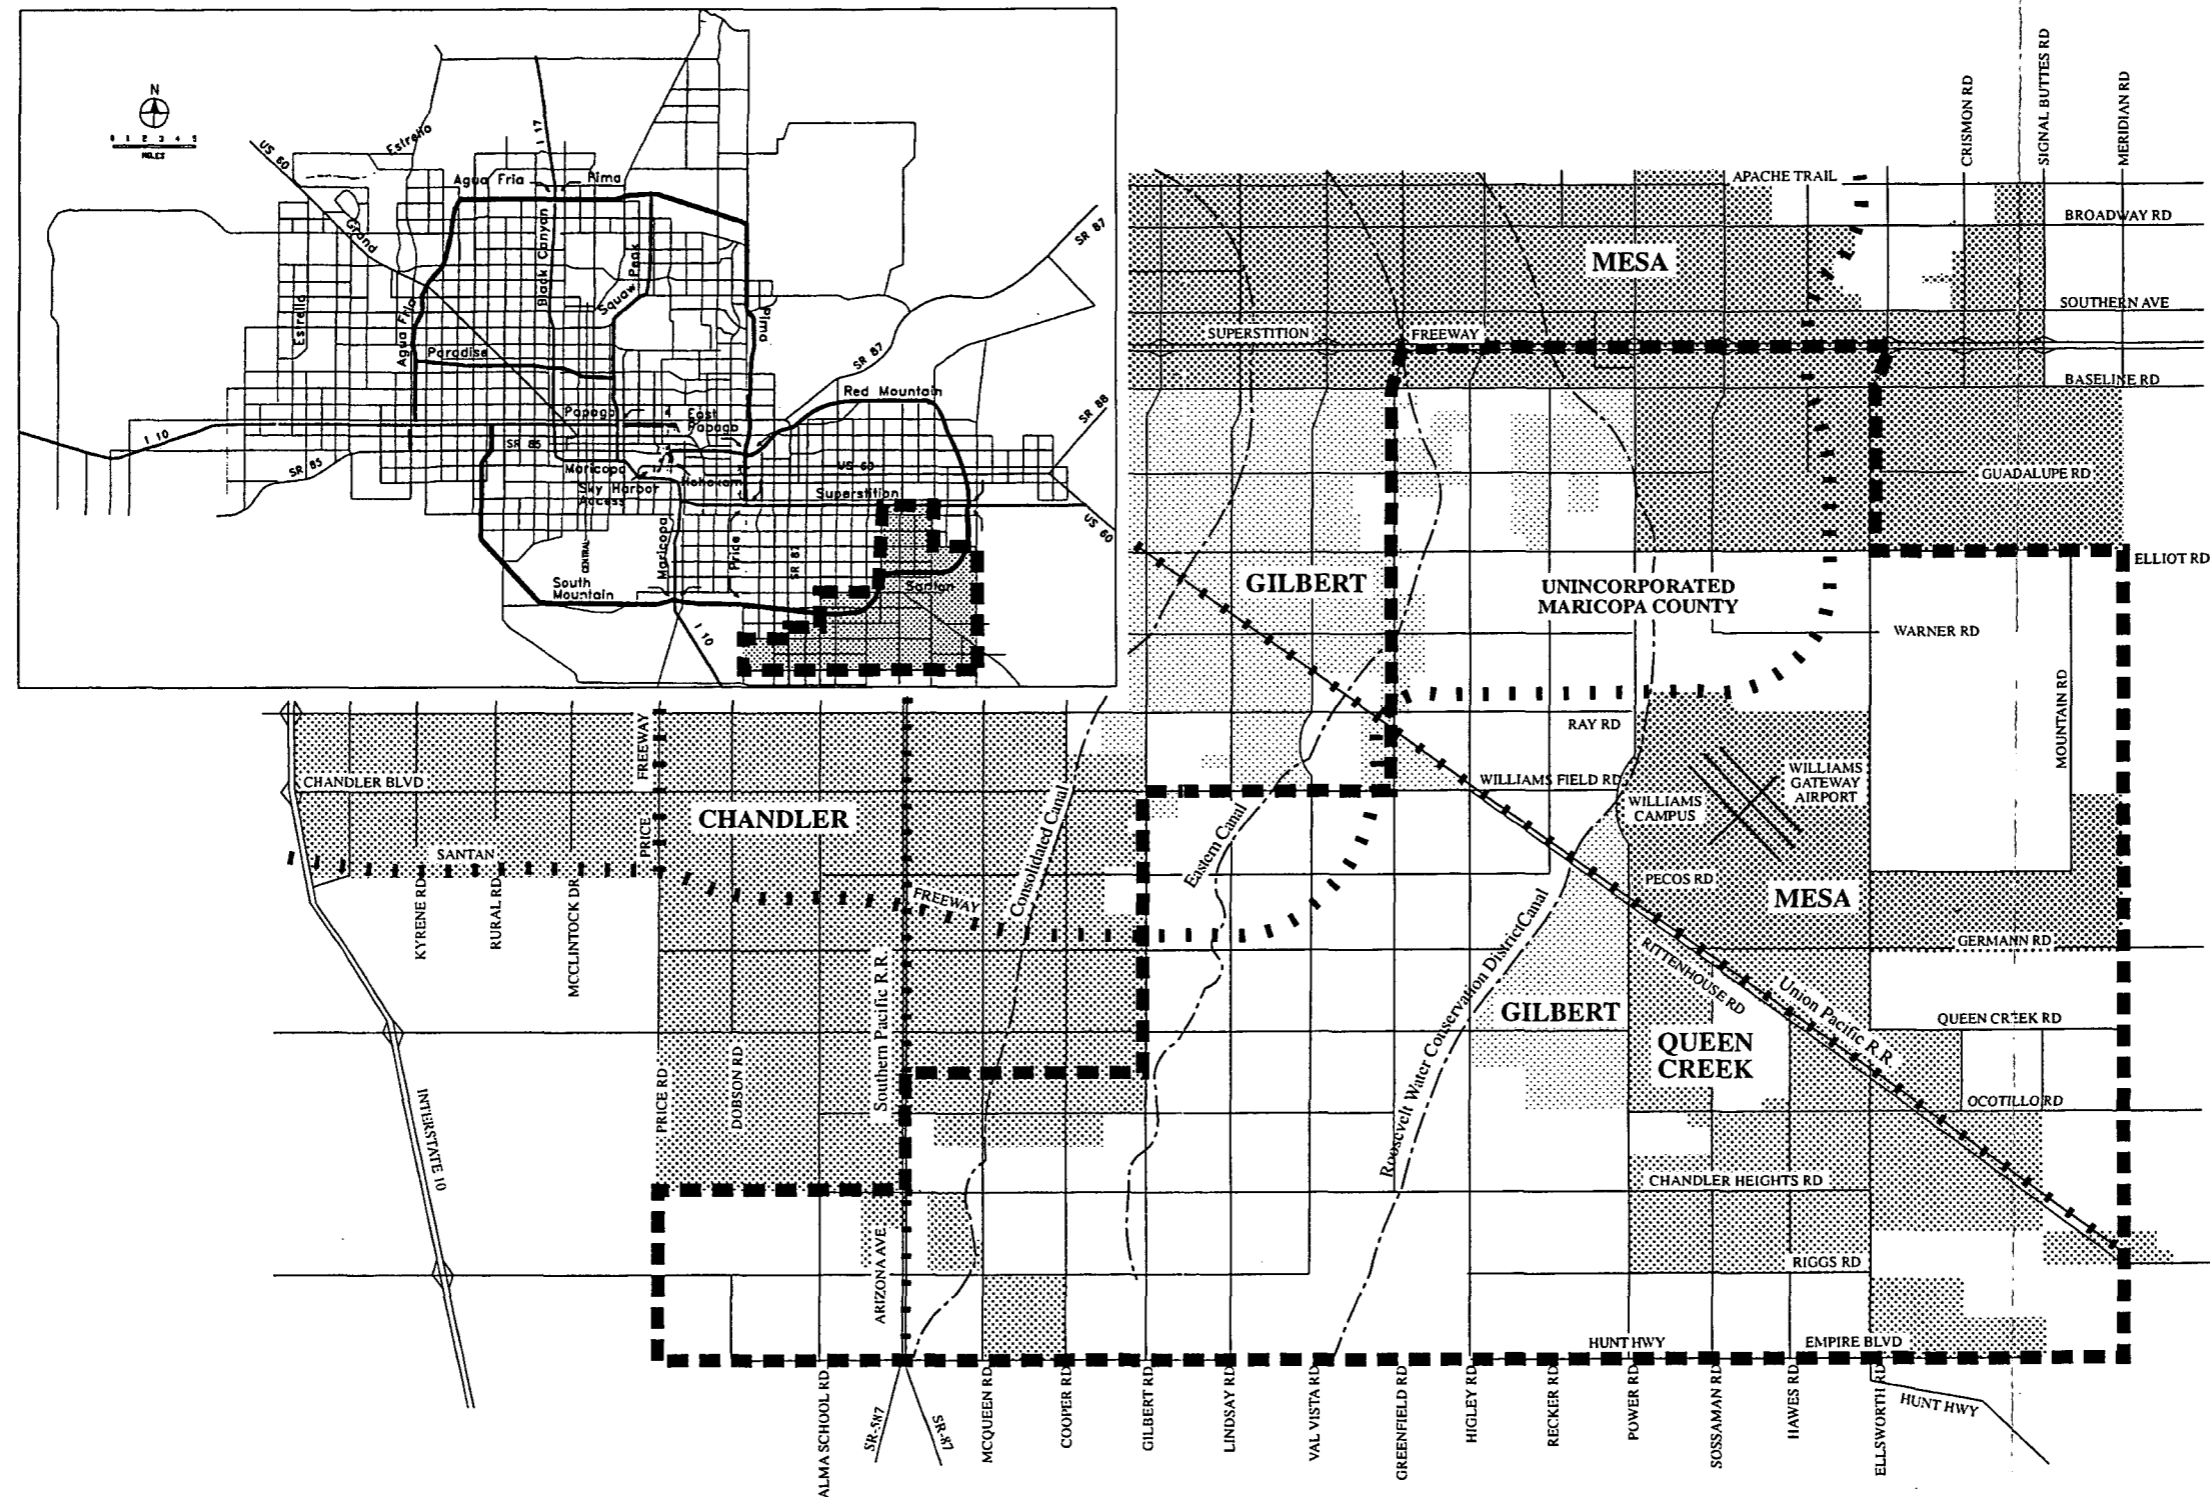 N
0 1 2 3 4 5
MILES
US 60
Estrella
I 17
Agua Fria
Pima
Grand
Black Canyon
Squaw Peak
Estrella
Agua Fria
Paradise
Pima
SR 87
SR 87
Red Mountain
SR 88
Papago
East
Papago
I 10
SR 85
SR 85
US 60
Maricopa
Hohokam
Sky Harbor
Access
Superstition
US 60
CENTRAL
Maricopa
Price
SR 87
South
Mountain
Santan
I 10
CRISMON RD
SIGNAL BUTTES RD
MERIDIAN RD
APACHE TRAIL
BROADWAY RD
MESA
SOUTHERN AVE
SUPERSTITION
FREEWAY
BASELINE RD
GUADALUPE RD
ELLIOT RD
GILBERT
UNINCORPORATED
MARICOPA COUNTY
WARNER RD
MOUNTAIN RD
RAY RD
WILLIAMS FIELD RD
WILLIAMS
GATEWAY
AIRPORT
WILLIAMS
CAMPUS
FREEWAY
PRICE
CHANDLER BLVD
CHANDLER
SANTAN
FREEWAY
Consolidated Canal
Eastern Canal
PECOS RD
MESA
KYRENE RD
RURAL RD
MCCLINTOCK DR
GERMANN RD
RITTENHOUSE RD
Union Pacific R.R
Southern Pacific R.R.
Roosevelt Water Conservation District Canal
GILBERT
QUEEN CREEK RD
QUEEN
CREEK
PRICE RD
DOBSON RD
OCOTILLO RD
INTERSTATE 10
CHANDLER HEIGHTS RD
ARIZONA AVE
RIGGS RD
HUNT HWY
EMPIRE BLVD
ALMA SCHOOL RD
SR-587
SR-87
MCQUEEN RD
COOPER RD
GILBERT RD
LINDSAY RD
VAL VISTA RD
GREENFIELD RD
HIGLEY RD
RECKER RD
POWER RD
SOSSAMAN RD
HAWES RD
ELLSWORTH RD
HUNT HWY